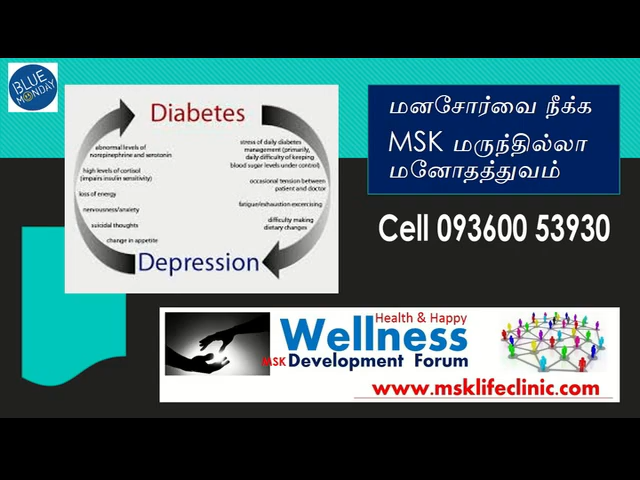 BLUE
MONDAY
Diabetes
abnormal levels of
norepinephrine and serotonin
high levels of cortisol
(impairs insulin sensitivity)
loss of energy
nervousness/anxiety
suicidal thoughts
change in appetite
stress of daily diabetes
management (primarily,
daily difficulty of keeping
blood sugar levels under control)
occasional tension between
patient and doctor
fatigue/exhaustion excercising
difficulty making
dietary changes
Depression
மனசோர்வை நீக்க
MSK மருந்தில்லா
மனோதத்துவம்
Cell 093600 53930
Health & Happy
Wellness
MSK Development Forum
www.msklifeclinic.com